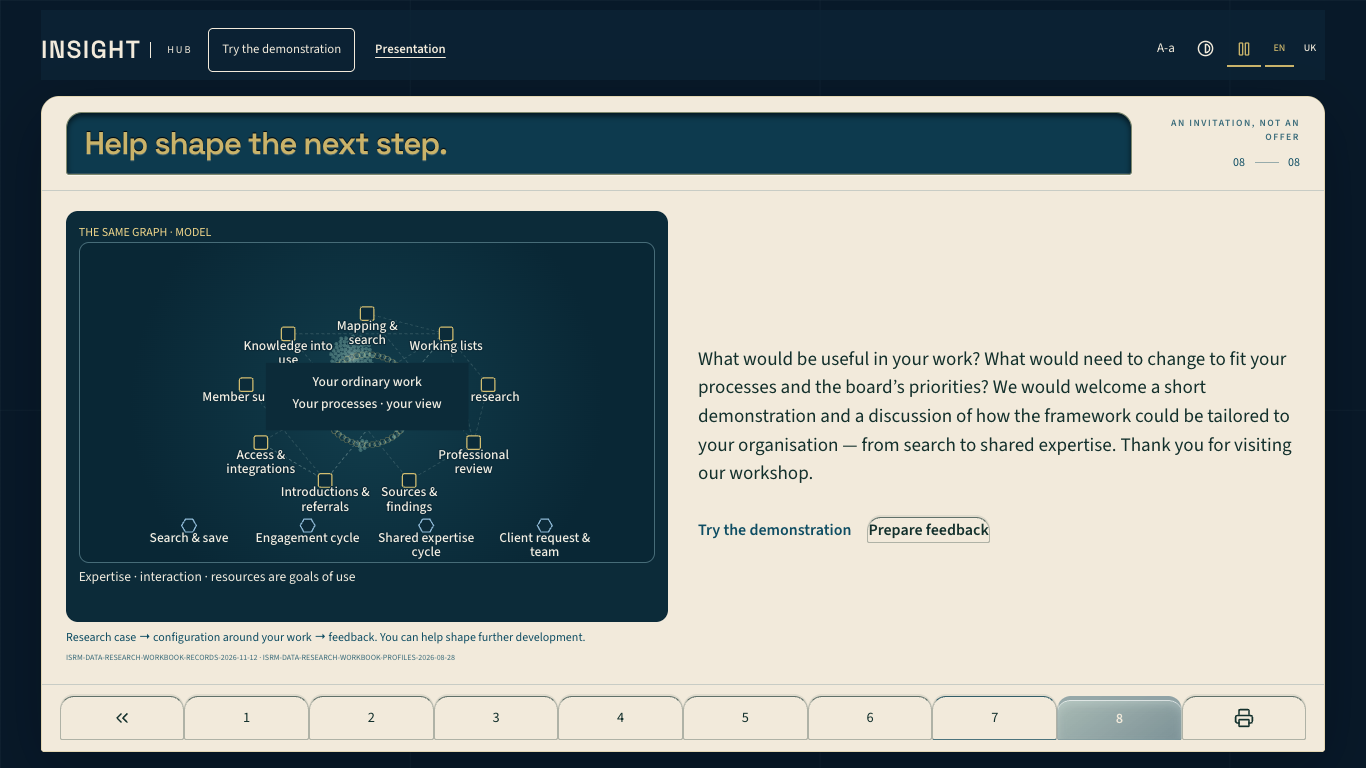 INSIGHT
HUB
Try the demonstration
Presentation
A-a
EN
UK
Help shape the next step.
AN INVITATION, NOT AN
OFFER
08
08
THE SAME GRAPH · MODEL
Mapping &
search
Knowledge into
use
Working lists
Your ordinary work
Your processes · your view
Member su
research
Access &
integrations
Professional
review
Introductions &
referrals
Sources &
findings
Search & save
Engagement cycle
Shared expertise
cycle
Client request &
team
Expertise · interaction · resources are goals of use
Research case → configuration around your work → feedback. You can help shape further development.
ISRM-DATA-RESEARCH-WORKBOOK-RECORDS-2026-11-12 · ISRM-DATA-RESEARCH-WORKBOOK-PROFILES-2026-08-28
What would be useful in your work? What would need to change to fit your
processes and the board’s priorities? We would welcome a short
demonstration and a discussion of how the framework could be tailored to
your organisation — from search to shared expertise. Thank you for visiting
our workshop.
Try the demonstration
Prepare feedback
1
2
3
4
5
6
7
8